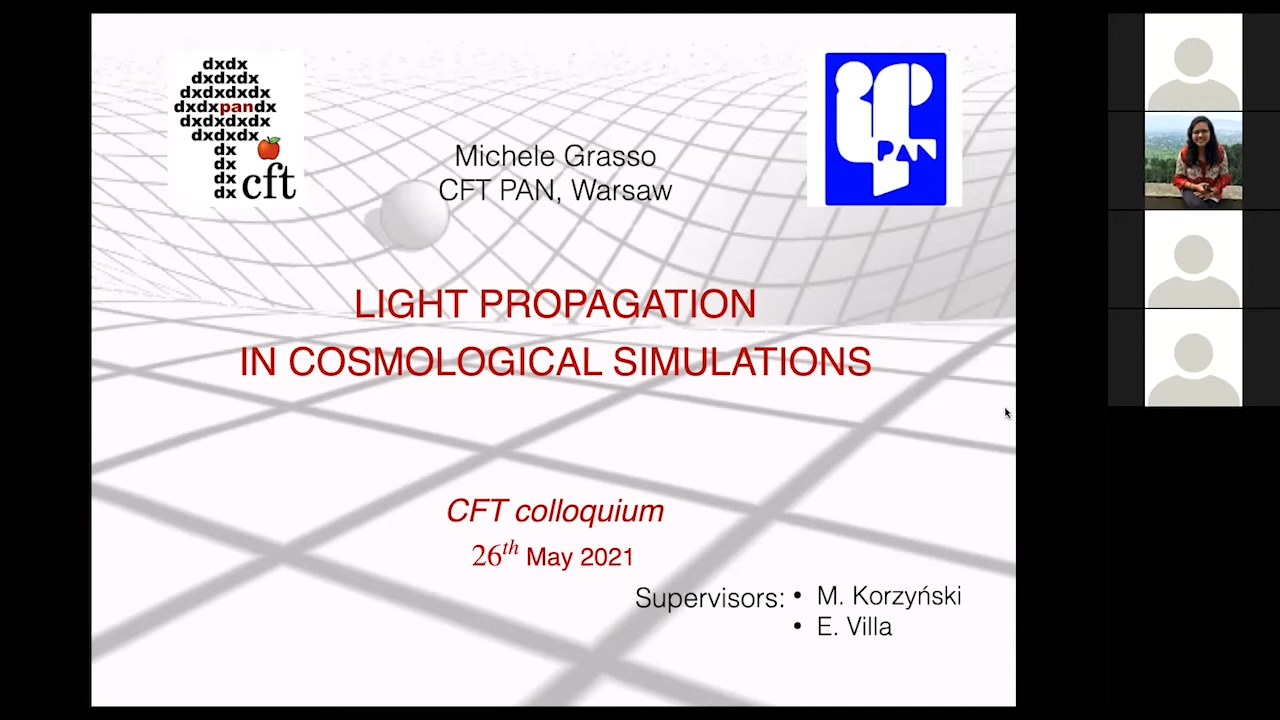 dxdx
dxdxdx
dxdxdxdx
dxdxpandx
dxdxdxdx
dxdxdx
dx
dx
dx
dx cft
PAN
Michele Grasso
CFT PAN, Warsaw
LIGHT PROPAGATION
IN COSMOLOGICAL SIMULATIONS
CFT colloquium
26th May 2021
Supervisors: • M. Korzyński
• E. Villa